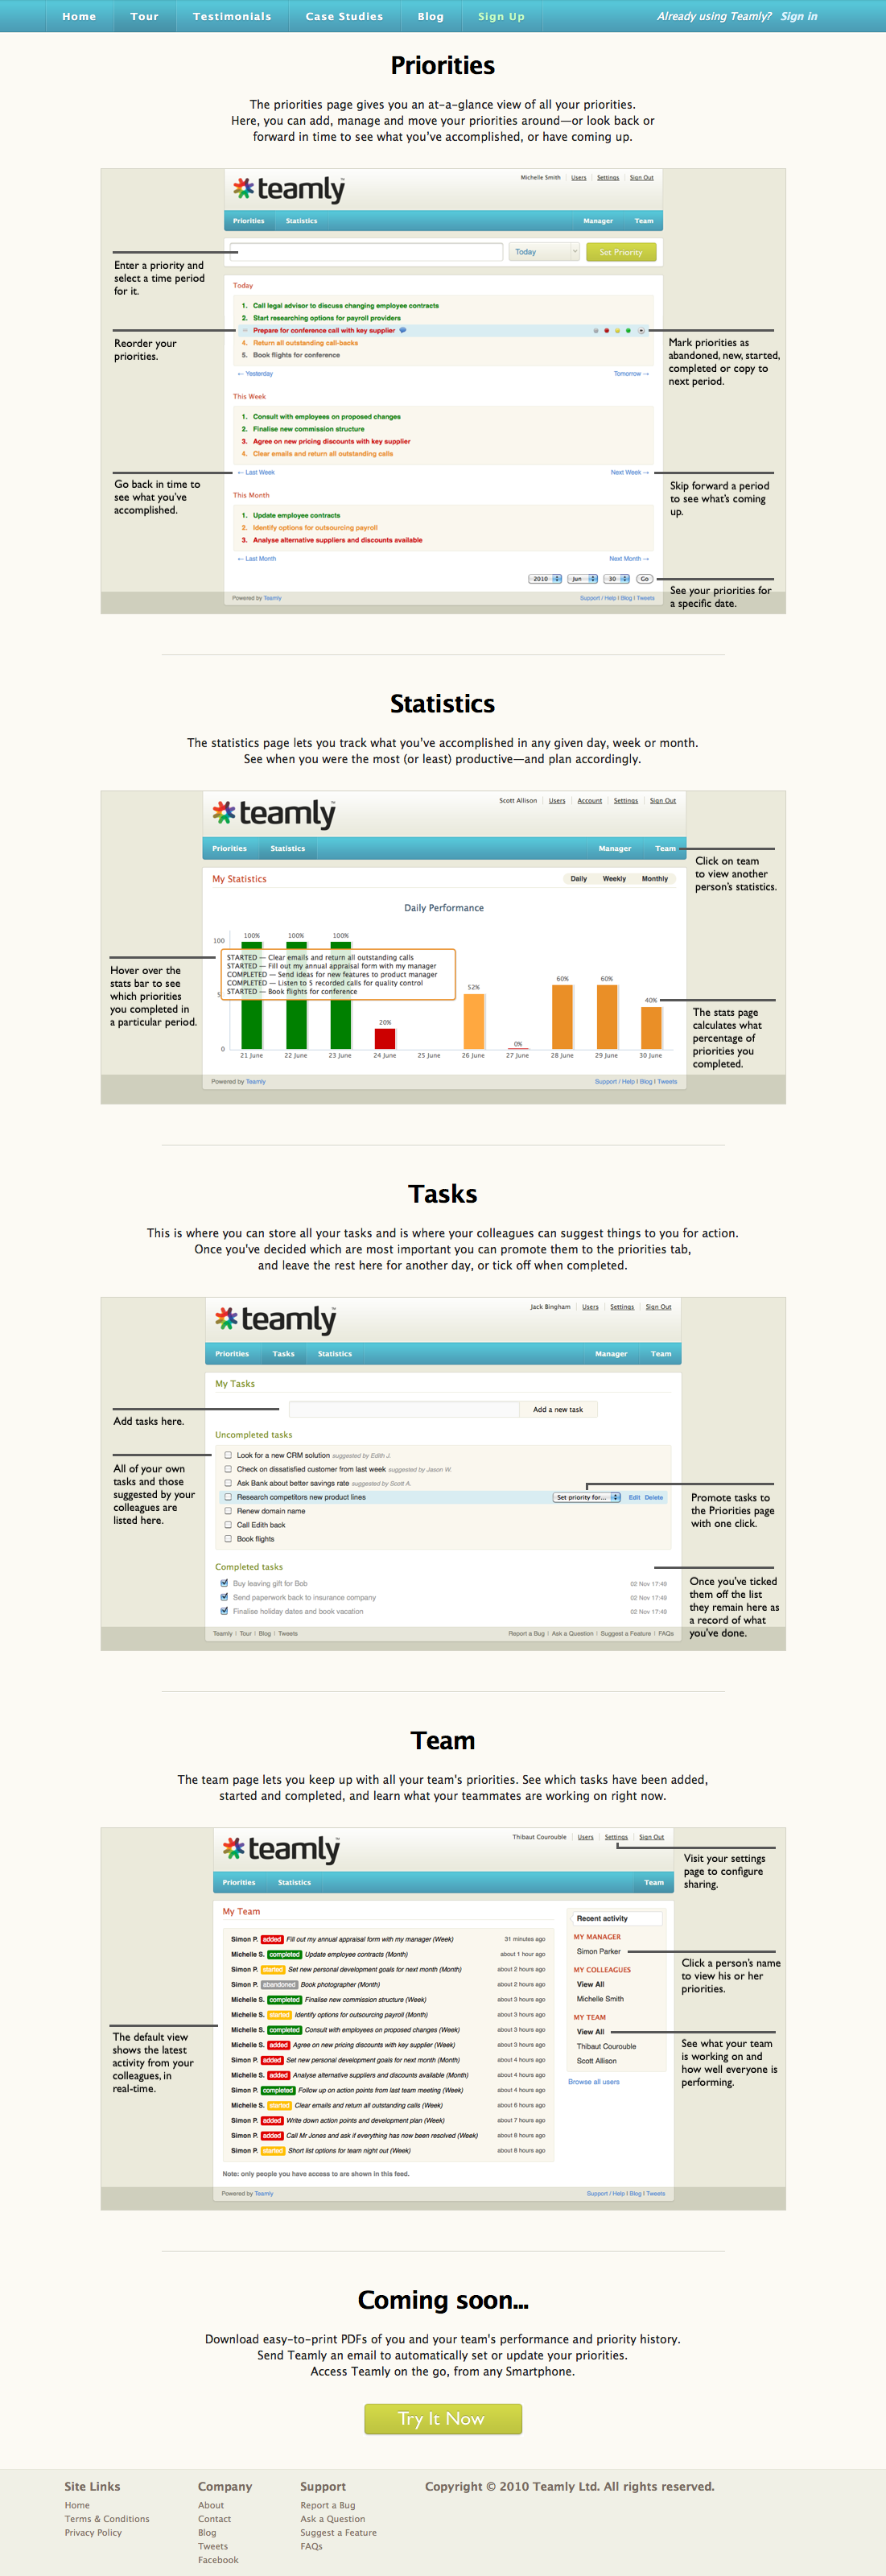 Home Tour Testimonials Case Studies Blog Sign Up Already using Teamly? Sign in
Priorities
The priorities page gives you an at-a-glance view of all your priorities.
Here, you can add, manage and move your priorities around—or look back or
forward in time to see what you've accomplished, or have coming up.
teamly
Michelle Smith Users Settings Sign Out
Priorities Statistics Manager Team
Today Set Priority
Enter a priority and
select a time period
for it.
Today
1. Call legal advisor to discuss changing employee contracts
2. Start researching options for payroll providers
Prepare for conference call with key supplier
4. Return all outstanding call-backs
5. Book flights for conference
Reorder your
priorities.
Mark priorities as
abandoned, new, started,
completed or copy to
next period.
← Yesterday Tomorrow →
This Week
1. Consult with employees on proposed changes
2. Finalise new commission structure
3. Agree on new pricing discounts with key supplier
4. Clear emails and return all outstanding calls
← Last Week Next Week →
Go back in time to
see what you've
accomplished.
Skip forward a period
to see what's coming
up.
This Month
1. Update employee contracts
2. Identify options for outsourcing payroll
3. Analyse alternative suppliers and discounts available
← Last Month Next Month →
2010 Jun 30 Go
See your priorities for
a specific date.
Powered by Teamly Support / Help | Blog | Tweets
Statistics
The statistics page lets you track what you've accomplished in any given day, week or month.
See when you were the most (or least) productive—and plan accordingly.
teamly
Scott Allison Users Account Settings Sign Out
Priorities Statistics Manager Team
Click on team
to view another
person's statistics.
My Statistics Daily Weekly Monthly
Daily Performance
100% 100% 100%
100
STARTED — Clear emails and return all outstanding calls
STARTED — Fill out my annual appraisal form with my manager
COMPLETED — Send ideas for new features to product manager
COMPLETED — Listen to 5 recorded calls for quality control
STARTED — Book flights for conference
Hover over the
stats bar to see
which priorities
you completed in
a particular period.
5
20% 52% 0% 60% 60% 40%
0
21 June 22 June 23 June 24 June 25 June 26 June 27 June 28 June 29 June 30 June
The stats page
calculates what
percentage of
priorities you
completed.
Powered by Teamly Support / Help | Blog | Tweets
Tasks
This is where you can store all your tasks and is where your colleagues can suggest things to you for action.
Once you've decided which are most important you can promote them to the priorities tab,
and leave the rest here for another day, or tick off when completed.
teamly
Jack Bingham Users Settings Sign Out
Priorities Tasks Statistics Manager Team
My Tasks
Add a new task
Add tasks here.
Uncompleted tasks
Look for a new CRM solution suggested by Edith J.
Check on dissatisfied customer from last week suggested by Jason W.
Ask Bank about better savings rate suggested by Scott A.
Research competitors new product lines Set priority for... Edit Delete
Renew domain name
Call Edith back
Book flights
All of your own
tasks and those
suggested by your
colleagues are
listed here.
Promote tasks to
the Priorities page
with one click.
Completed tasks
Buy leaving gift for Bob 02 Nov 17:49
Send paperwork back to insurance company 02 Nov 17:49
Finalise holiday dates and book vacation 02 Nov 17:49
Once you've ticked
them off the list
they remain here as
a record of what
you've done.
Teamly | Tour | Blog | Tweets Report a Bug | Ask a Question | Suggest a Feature | FAQs
Team
The team page lets you keep up with all your team's priorities. See which tasks have been added,
started and completed, and learn what your teammates are working on right now.
teamly
Thibaut Courouble Users Settings Sign Out
Priorities Statistics Team
Visit your settings
page to configure
sharing.
My Team
Simon P. added Fill out my annual appraisal form with my manager (Week) 31 minutes ago
Michelle S. completed Update employee contracts (Month) about 1 hour ago
Simon P. started Set new personal development goals for next month (Month) about 2 hours ago
Simon P. abandoned Book photographer (Month) about 2 hours ago
Michelle S. completed Finalise new commission structure (Week) about 3 hours ago
Michelle S. started Identify options for outsourcing payroll (Month) about 3 hours ago
Michelle S. completed Consult with employees on proposed changes (Week) about 3 hours ago
Michelle S. added Agree on new pricing discounts with key supplier (Week) about 3 hours ago
Simon P. added Set new personal development goals for next month (Month) about 4 hours ago
Michelle S. added Analyse alternative suppliers and discounts available (Month) about 4 hours ago
Simon P. completed Follow up on action points from last team meeting (Week) about 4 hours ago
Michelle S. started Clear emails and return all outstanding calls (Week) about 6 hours ago
Simon P. added Write down action points and development plan (Week) about 7 hours ago
Simon P. added Call Mr Jones and ask if everything has now been resolved (Week) about 8 hours ago
Simon P. started Short list options for team night out (Week) about 8 hours ago
Note: only people you have access to are shown in this feed.
Recent activity
MY MANAGER
Simon Parker
MY COLLEAGUES
View All
Michelle Smith
MY TEAM
View All
Thibaut Courouble
Scott Allison
Browse all users
Click a person's name
to view his or her
priorities.
The default view
shows the latest
activity from your
colleagues, in
real-time.
See what your team
is working on and
how well everyone is
performing.
Powered by Teamly Support / Help | Blog | Tweets
Coming soon...
Download easy-to-print PDFs of you and your team's performance and priority history.
Send Teamly an email to automatically set or update your priorities.
Access Teamly on the go, from any Smartphone.
Try It Now
Site Links
Home
Terms & Conditions
Privacy Policy
Company
About
Contact
Blog
Tweets
Facebook
Support
Report a Bug
Ask a Question
Suggest a Feature
FAQs
Copyright © 2010 Teamly Ltd. All rights reserved.